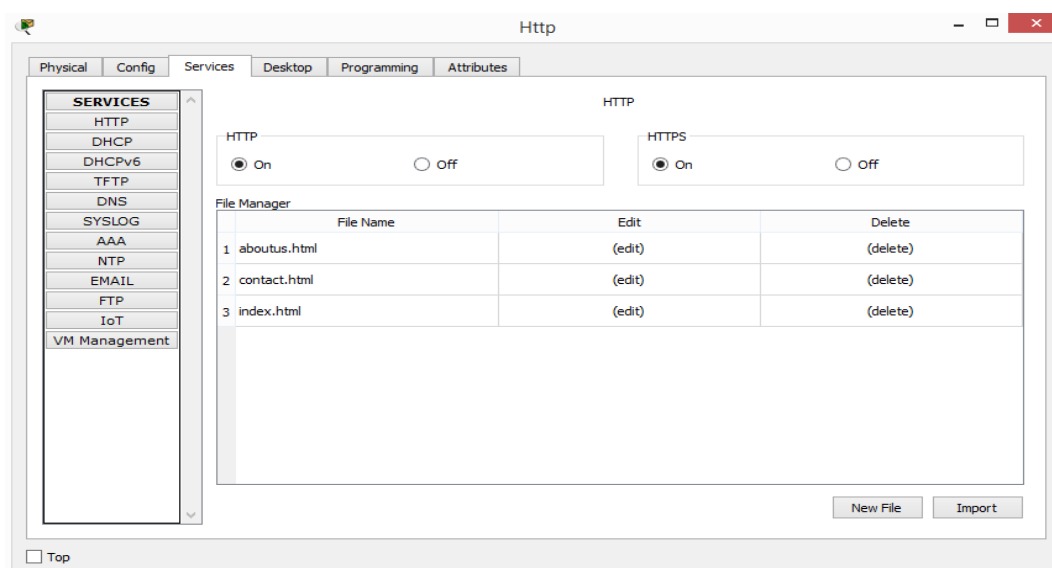 Http
Physical Config Services Desktop Programming Attributes
SERVICES
HTTP
DHCP
DHCPv6
TFTP
DNS
SYSLOG
AAA
NTP
EMAIL
FTP
IoT
VM Management
HTTP
HTTP
On Off
HTTPS
On Off
File Manager
File Name Edit Delete
1 aboutus.html (edit) (delete)
2 contact.html (edit) (delete)
3 index.html (edit) (delete)
New File Import
Top